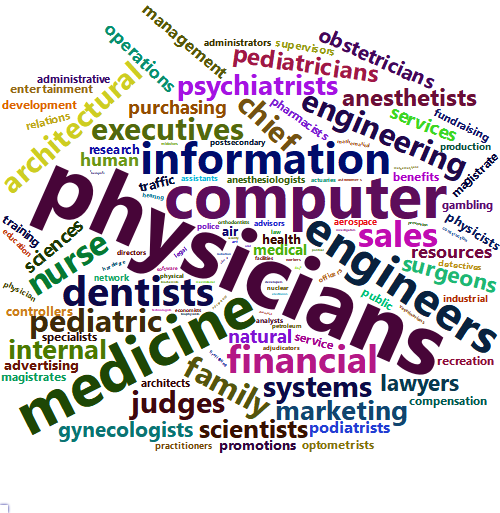 management
obstetricians
operations
administrators
supervisors
pediatricians
architectural
administrative
entertainment
psychiatrists
anesthetists
development
purchasing
chief
pharmacists
engineering
services
fundraising
relations
executives
postsecondary
production
research
human
information
magistrate
traffic
assistants
anesthesiologists
actuaries
benefits
computer
gambling
physicians
training
sciences
education
nurse
police
orthodontists
advisors
aerospace
air
law
health
engineers
sales
physicists
directors
legal
medical
facilities
resources
detectives
surgeons
physician
network
physical
dentists
nuclear
officers
public
industrial
controllers
pediatric
medicine
economists
analysts
petroleum
specialists
natural
service
adjudicators
internal
financial
recreation
advertising
magistrates
architects
family
systems
lawyers
judges
marketing
compensation
gynecologists
scientists
podiatrists
practitioners
promotions
optometrists